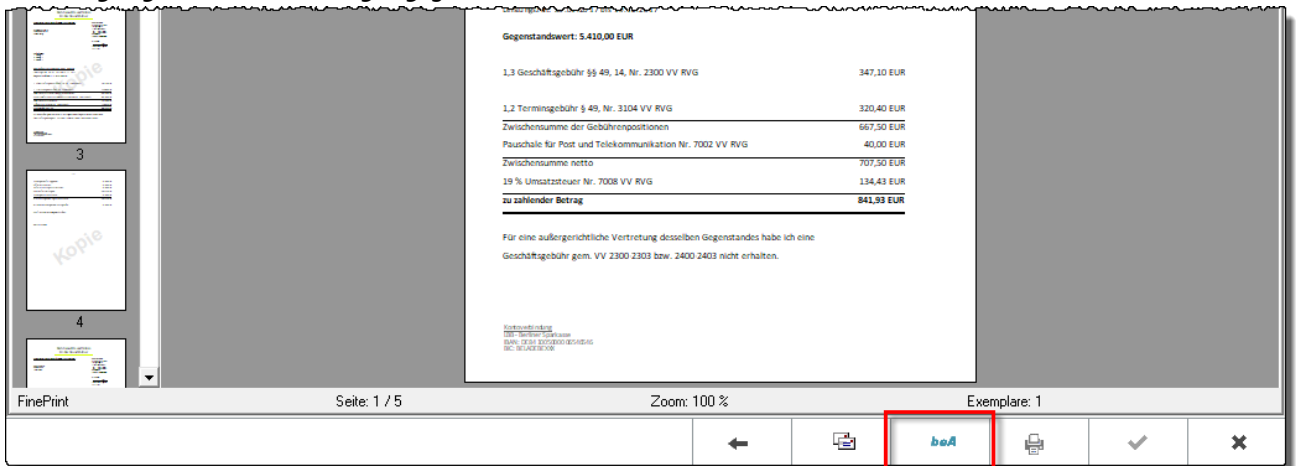 Gegenstandswert: 5.410,00 EUR
1,3 Geschäftsgebühr §§ 49, 14, Nr. 2300 VV RVG 347,10 EUR
1,2 Terminsgebühr § 49, Nr. 3104 VV RVG 320,40 EUR
Zwischensumme der Gebührenpositionen 667,50 EUR
Pauschale für Post und Telekommunikation Nr. 7002 VV RVG 40,00 EUR
Zwischensumme netto 707,50 EUR
19 % Umsatzsteuer Nr. 7008 VV RVG 134,43 EUR
zu zahlender Betrag 841,93 EUR
Für eine außergerichtliche Vertretung desselben Gegenstandes habe ich eine
Geschäftsgebühr gem. VV 2300 2303 bzw. 2400 2403 nicht erhalten.
Kontoverbindung
Berliner Sparkasse
Kopie
3
Kopie
4
FinePrint Seite: 1 / 5 Zoom: 100 % Exemplare: 1
beA